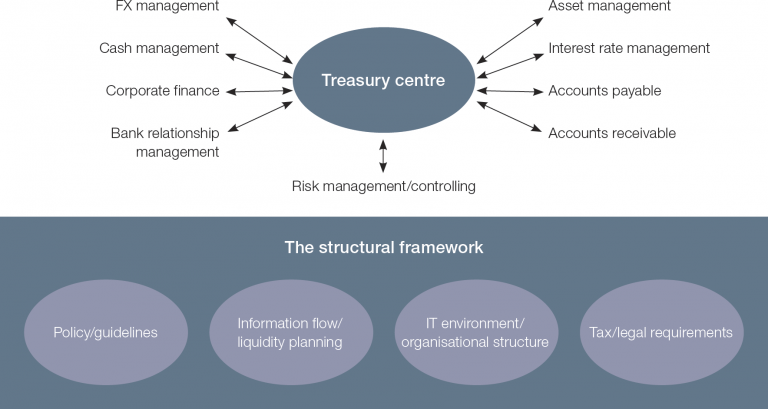 FX management
Cash management
Corporate finance
Bank relationship
management
Treasury centre
Asset management
Interest rate management
Accounts payable
Accounts receivable
Risk management/controlling
The structural framework
Policy/guidelines
Information flow/
liquidity planning
IT environment/
organisational structure
Tax/legal requirements